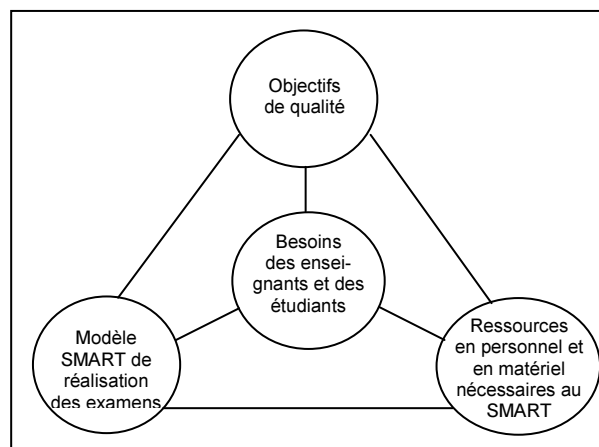 Objectifs
de qualité
Besoins
des ensei-
gnants et des
étudiants
Modèle
SMART de
réalisation
des examens
Ressources
en personnel et
en matériel
nécessaires au
SMART